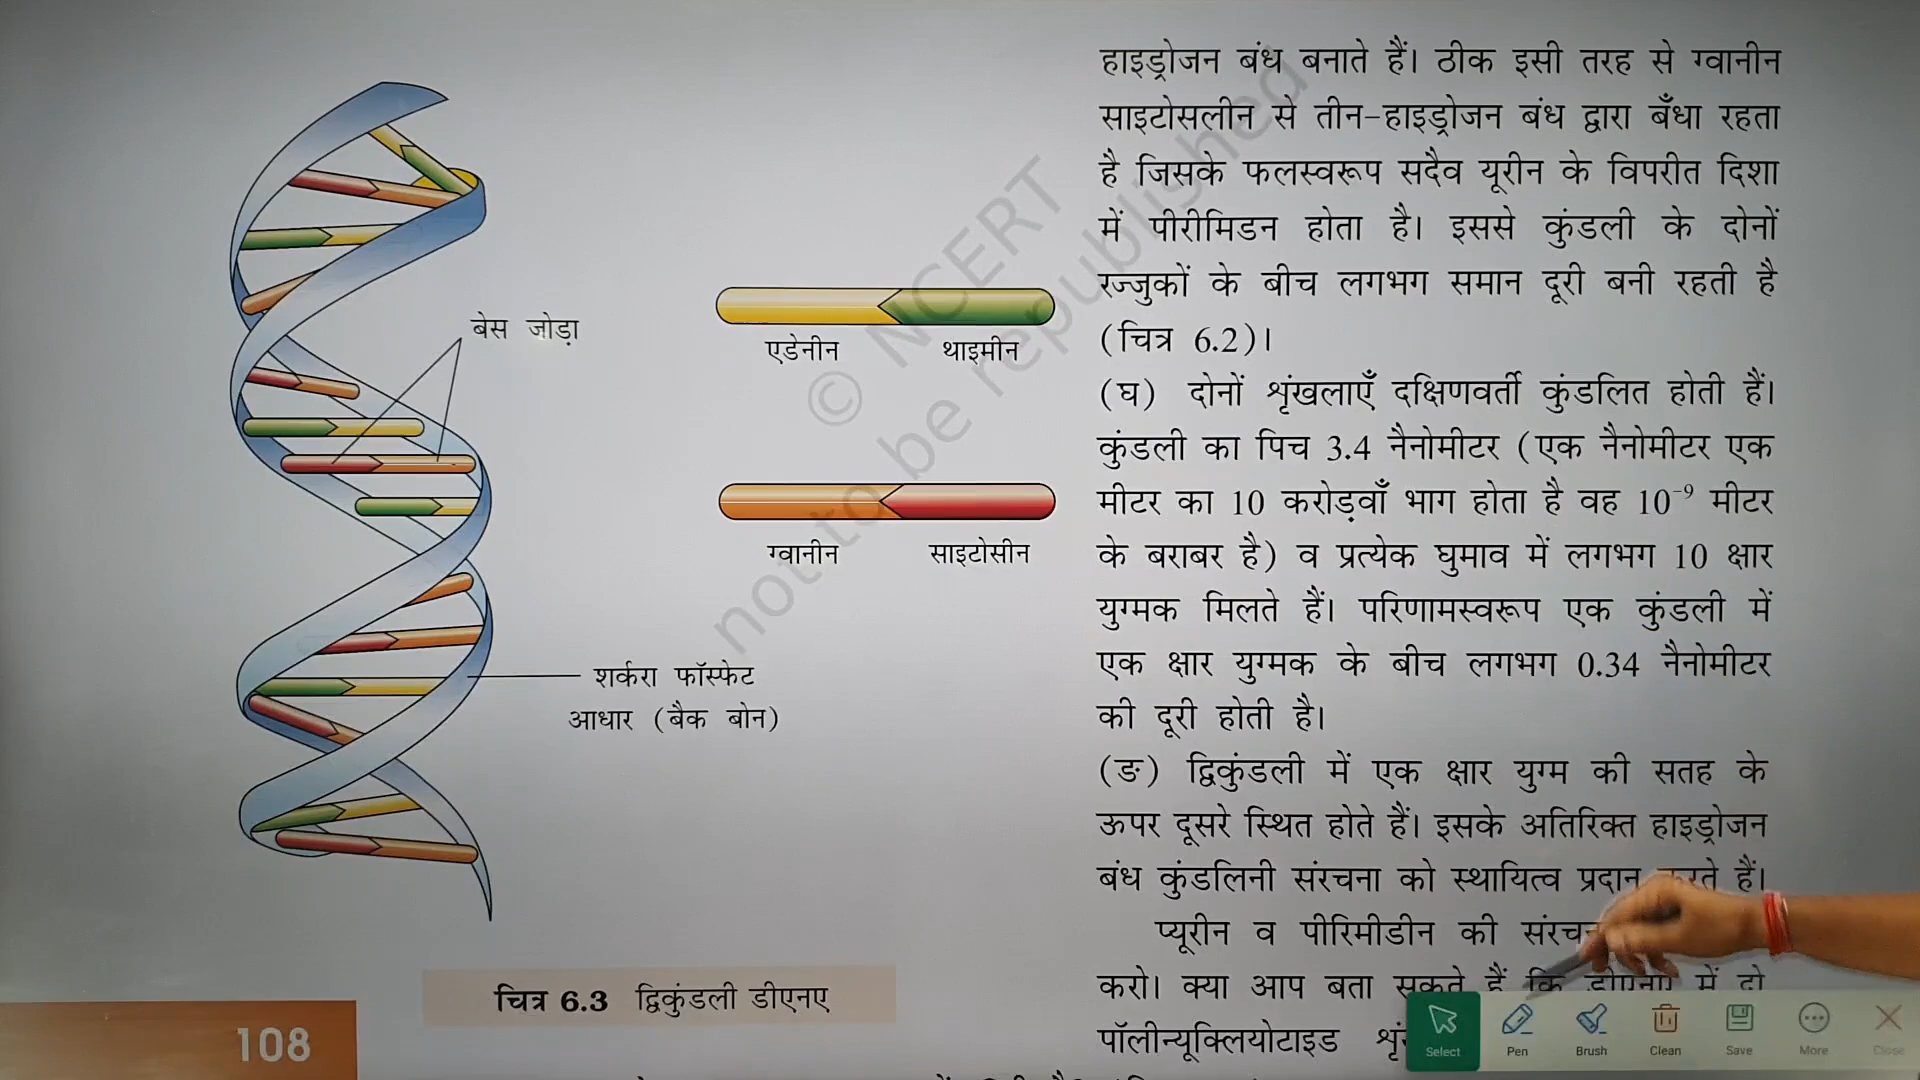 हाइड्रोजन बंध बनाते हैं। ठीक इसी तरह से ग्वानीन
साइटोसलीन से तीन-हाइड्रोजन बंध द्वारा बँधा रहता
है जिसके फलस्वरूप सदैव यूरीन के विपरीत दिशा
में पीरीमिडन होता है। इससे कुंडली के दोनों
रज्जुकों के बीच लगभग समान दूरी बनी रहती है
(चित्र 6.2)।
(घ) दोनों शृंखलाएँ दक्षिणवर्ती कुंडलित होती हैं।
कुंडली का पिच 3.4 नैनोमीटर (एक नैनोमीटर एक
मीटर का 10 करोड़वाँ भाग होता है वह 10⁻⁹ मीटर
के बराबर है) व प्रत्येक घुमाव में लगभग 10 क्षार
युग्मक मिलते हैं। परिणामस्वरूप एक कुंडली में
एक क्षार युग्मक के बीच लगभग 0.34 नैनोमीटर
की दूरी होती है।
(ङ) द्विकुंडली में एक क्षार युग्म की सतह के
ऊपर दूसरे स्थित होते हैं। इसके अतिरिक्त हाइड्रोजन
बंध कुंडलिनी संरचना को स्थायित्व प्रदान करते हैं।
प्यूरीन व पीरिमीडीन की
करो। क्या आप बता सकते हैं कि डीएनए में दो
पॉलीन्यूक्लियोटाइड
बेस जोड़ा
एडेनीन थाइमीन
ग्वानीन साइटोसीन
शर्करा फॉस्फेट
आधार (बैक बोन)
चित्र 6.3 द्विकुंडली डीएनए
108
© NCERT
not to be republished
Select Pen Brush Clean Save More Close